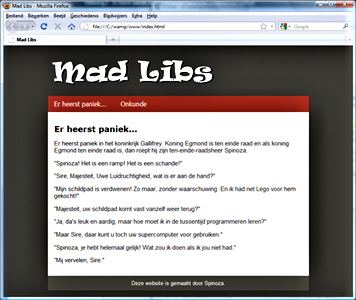 Mad Libs - Mozilla Firefox
Bestand Bewerken Beeld Geschiedenis Bladwijzers Extra Help
file:///C:/wamp/www/index.html
Google
Mad Libs
Mad Libs
Er heerst paniek... Onkunde
Er heerst paniek...
Er heerst paniek in het koninkrijk Gallifrey. Koning Egmond is ten einde raad en als koning
Egmond ten einde raad is, dan roept hij zijn ten-einde-raadsheer Spinoza.
"Spinoza! Het is een ramp! Het is een schande!"
"Sire, Majesteit, Uwe Luidruchtigheid, wat is er aan de hand?"
"Mijn schildpad is verdwenen! Zo maar, zonder waarschuwing. En ik had net Lego voor hem
gekocht!"
"Majesteit, uw schildpad komt vast vanzelf weer terug?"
"Ja, da's leuk en aardig, maar hoe moet ik in de tussentijd programmeren leren?"
"Maar Sire, daar kunt u toch uw supercomputer voor gebruiken."
"Spinoza, je hebt helemaal gelijk! Wat zou ik doen als ik jou niet had."
"Mij vervelen, Sire."
Deze website is gemaakt door Spinoza.